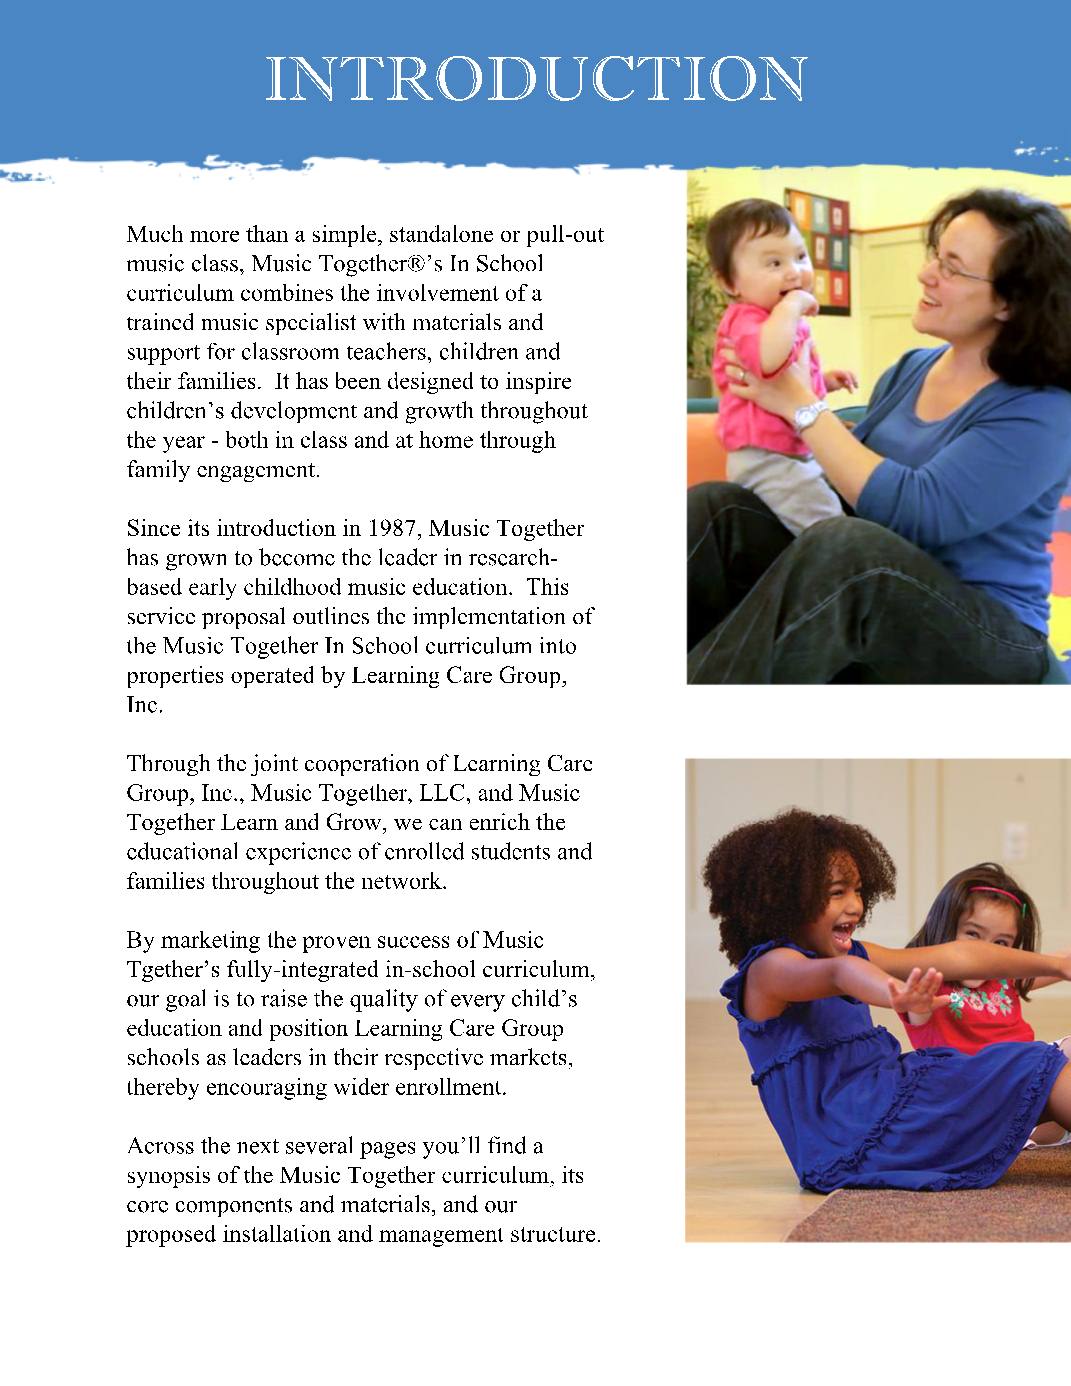 INTRODUCTION
Much more than a simple, standalone or pull-out
music class, Music Together®’s In School
curriculum combines the involvement of a
trained music specialist with materials and
support for classroom teachers, children and
their families.  It has been designed to inspire
children’s development and growth throughout
the year - both in class and at home through
family engagement.
Since its introduction in 1987, Music Together
has grown to become the leader in research-
based early childhood music education.  This
service proposal outlines the implementation of
the Music Together In School curriculum into
properties operated by Learning Care Group,
Inc.
Through the joint cooperation of Learning Care
Group, Inc., Music Together, LLC, and Music
Together Learn and Grow, we can enrich the
educational experience of enrolled students and
families throughout the network.
By marketing the proven success of Music
Tgether’s fully-integrated in-school curriculum,
our goal is to raise the quality of every child’s
education and position Learning Care Group
schools as leaders in their respective markets,
thereby encouraging wider enrollment.
Across the next several pages you’ll find a
synopsis of the Music Together curriculum, its
core components and materials, and our
proposed installation and management structure.